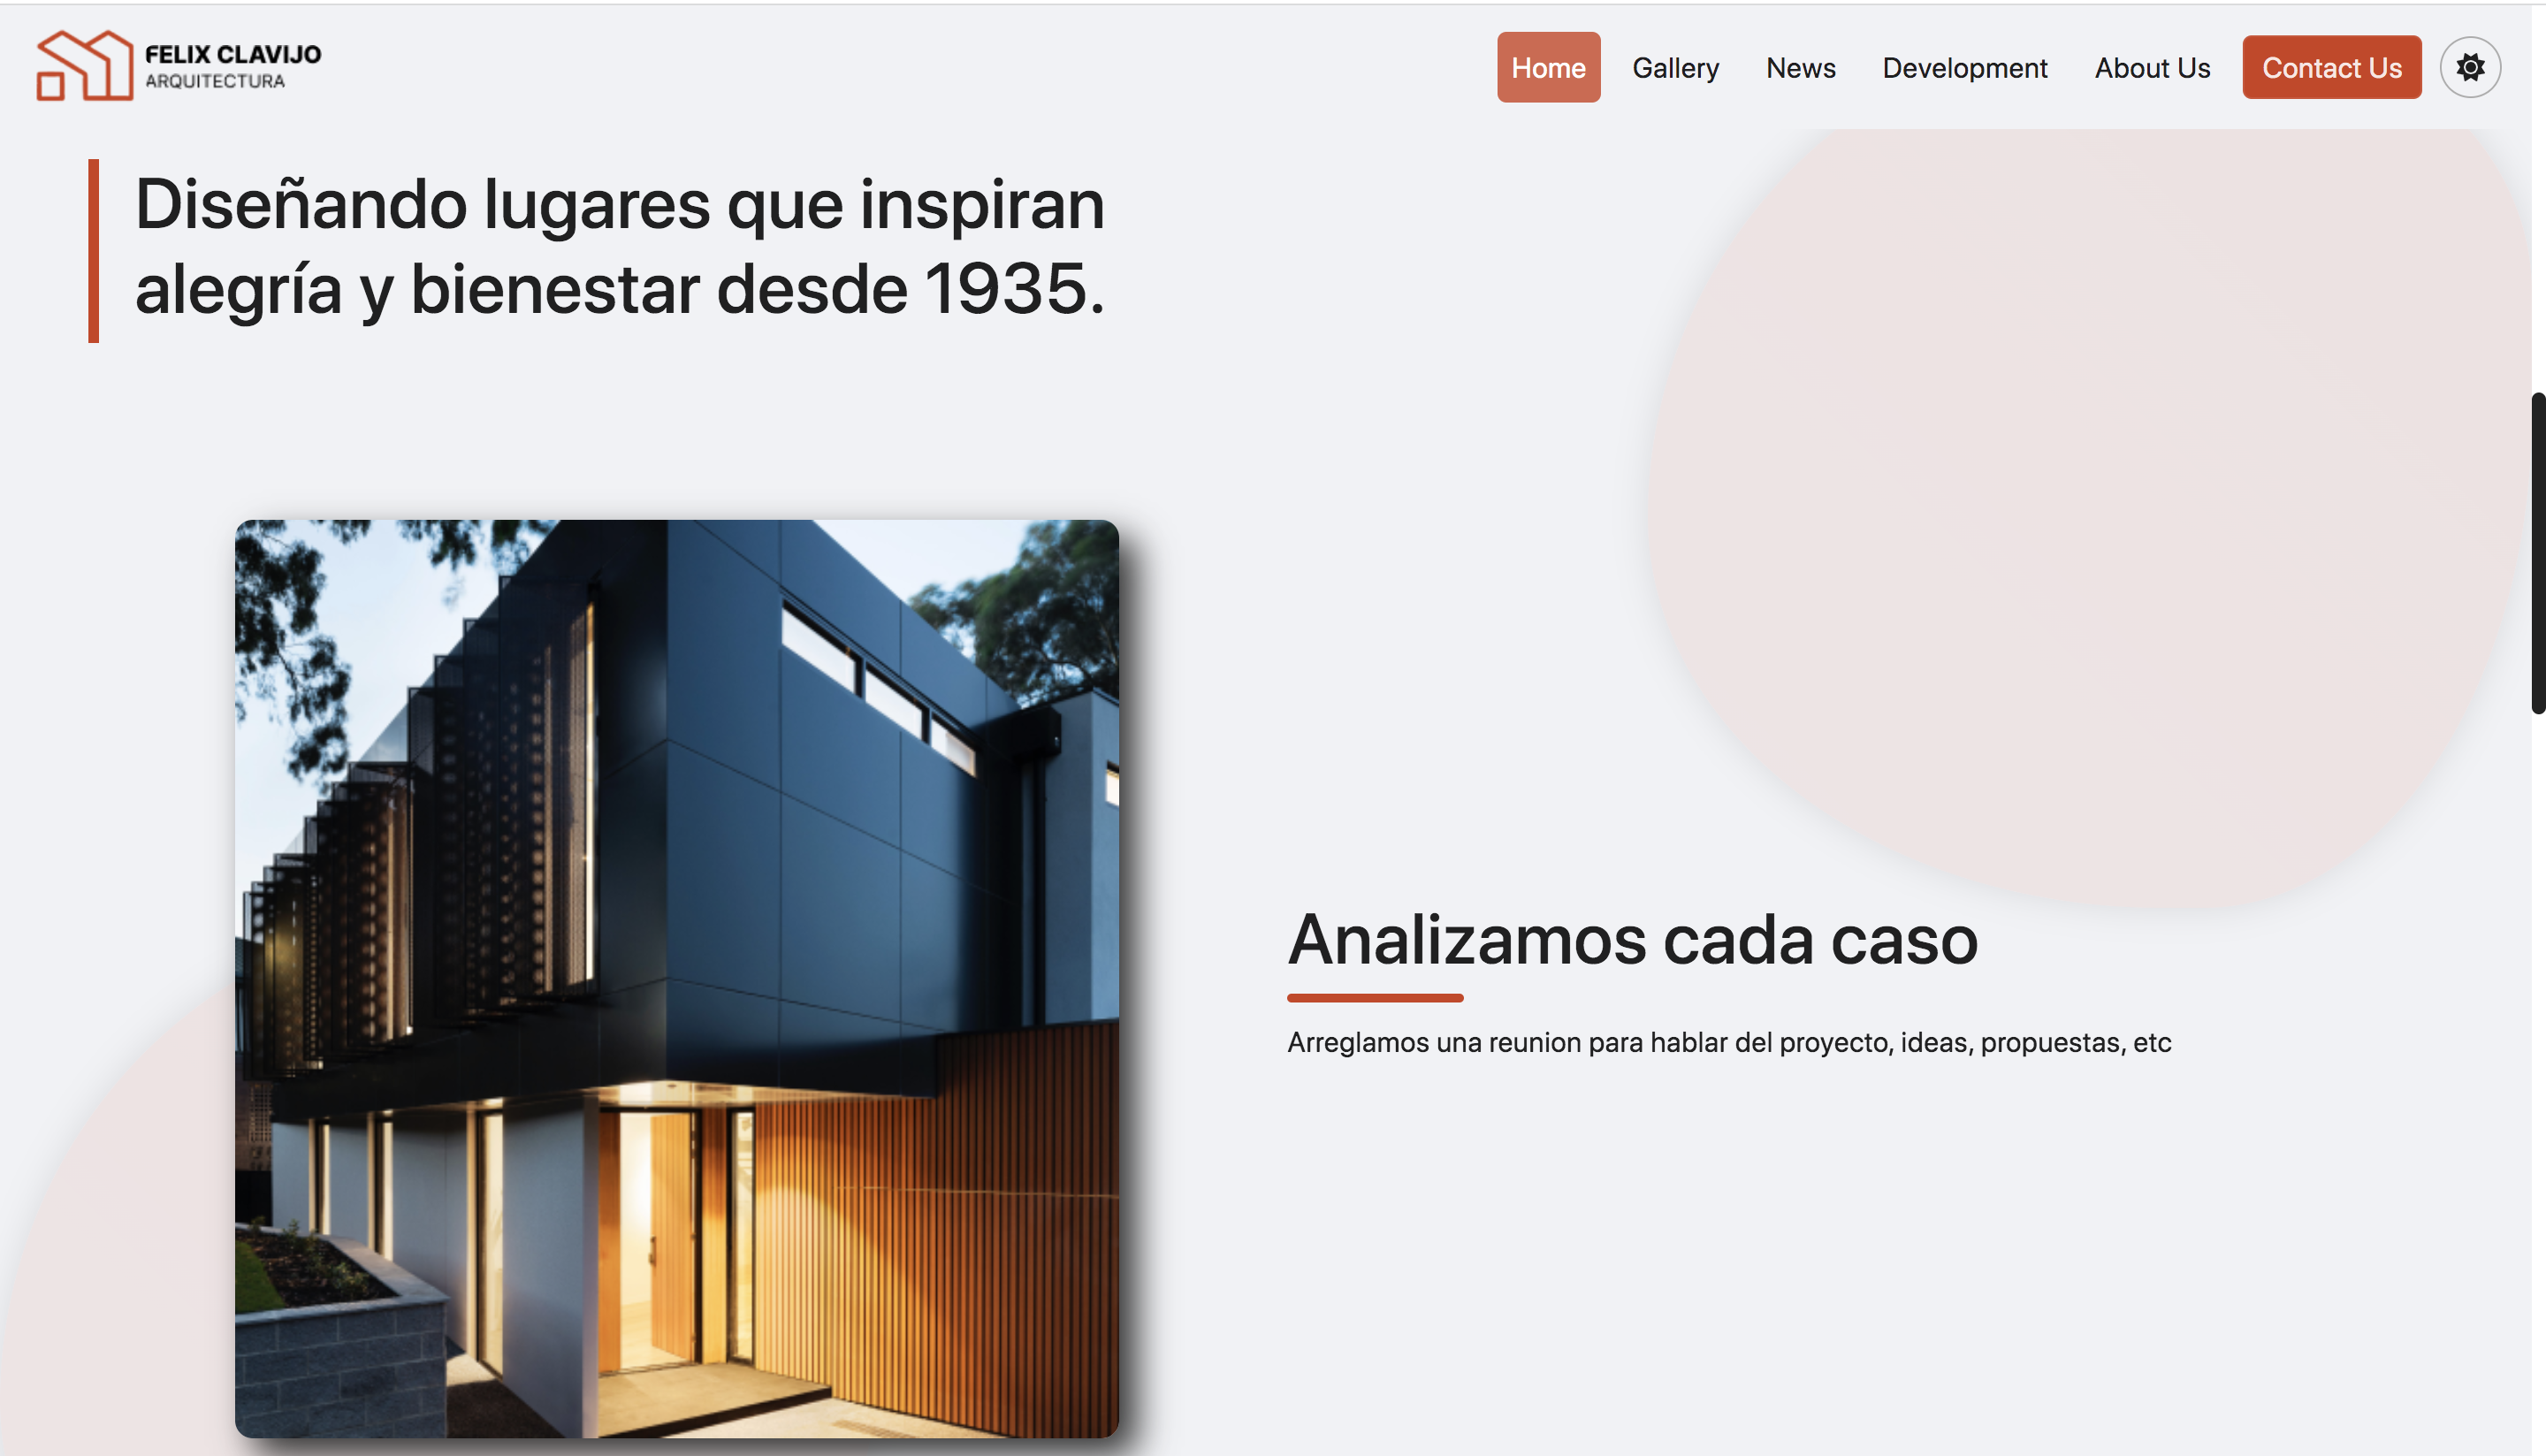 FELIX CLAVIJO
ARQUITECTURA
Home
Gallery
News
Development
About Us
Contact Us
Diseñando lugares que inspiran
alegría y bienestar desde 1935.
Analizamos cada caso
Arreglamos una reunion para hablar del proyecto, ideas, propuestas, etc